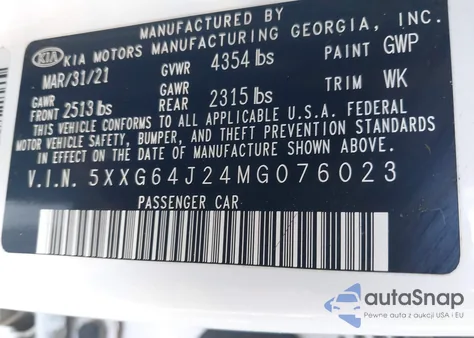 MANUFACTURED BY
KIA KIA MOTORS MANUFACTURING GEORGIA, INC.
MAR/31/21 GVWR 4354 lbs PAINT GWP
GAWR FRONT 2513 lbs GAWR REAR 2315 lbs TRIM WK
THIS VEHICLE CONFORMS TO ALL APPLICABLE U.S.A. FEDERAL
MOTOR VEHICLE SAFETY, BUMPER, AND THEFT PREVENTION STANDARDS
IN EFFECT ON THE DATE OF MANUFACTURE SHOWN ABOVE.
V.I.N. 5XXG64J24MG076023
PASSENGER CAR
autoSnap
Pewne auta z aukcji USA i EU